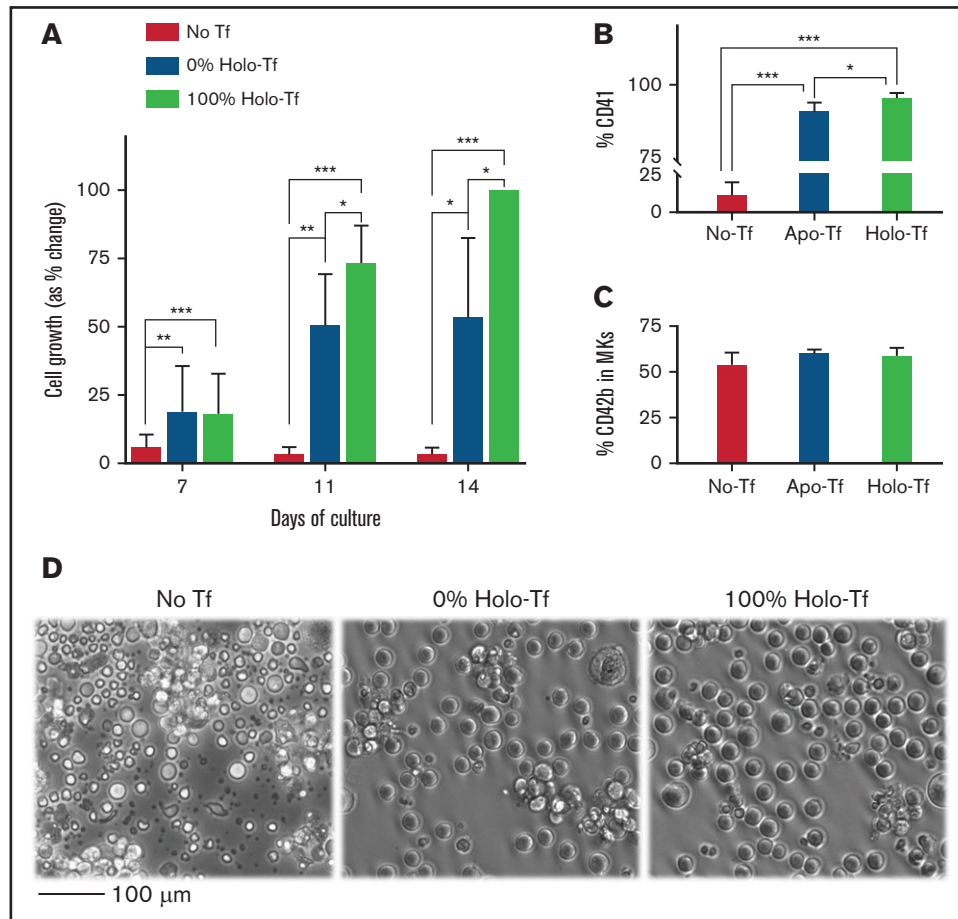 A
No Tf
0% Holo-Tf
100% Holo-Tf
Cell growth (as % change)
100
75
50
25
0
***
**
***
**
*
***
*
*
7
11
14
Days of culture
B
% CD41
100
75
25
0
***
***
*
No-Tf
Apo-Tf
Holo-Tf
C
% CD42b in MKs
75
50
25
0
No-Tf
Apo-Tf
Holo-Tf
D
No Tf
0% Holo-Tf
100% Holo-Tf
100 μm